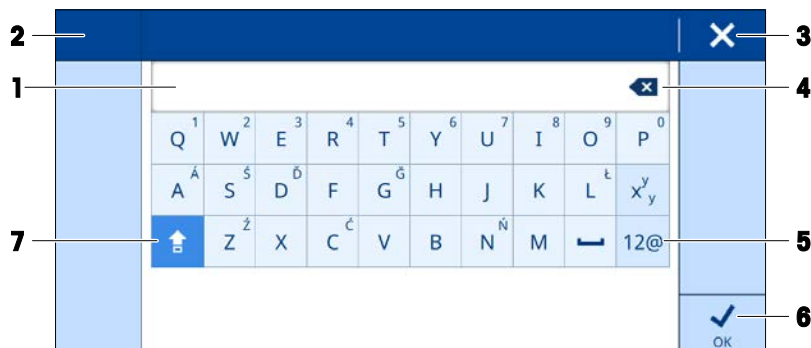 2 3
1 4
Q 1 W 2 E 3 R 4 T 5 Y 6 U 7 I 8 O 9 P 0
A Á S Ś D Ď F G Ğ H J K L Ł x y y
7 Z Ź X C Ć V B N Ń M 12@ 5
6
OK